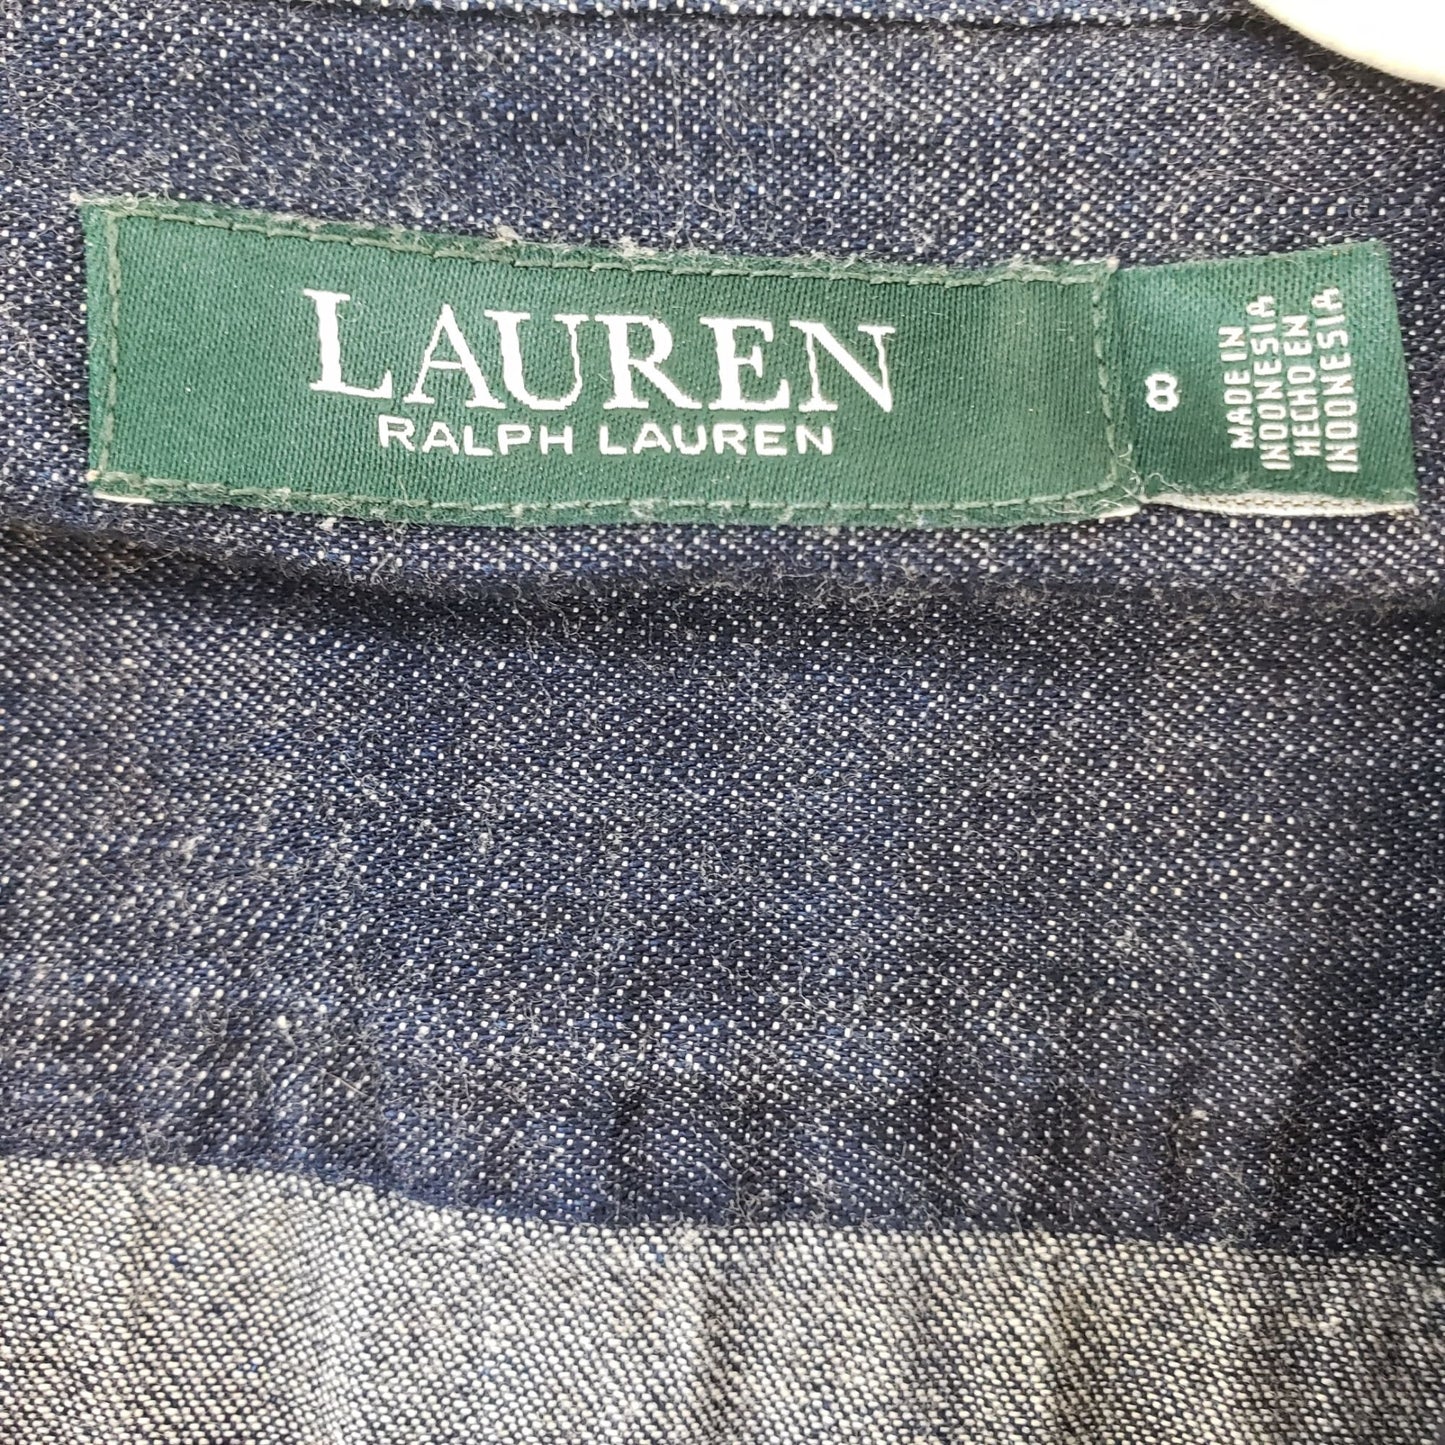 LAUREN
RALPH LAUREN
8
MADE IN
INDONESIA
HECHO EN
INDONESIA